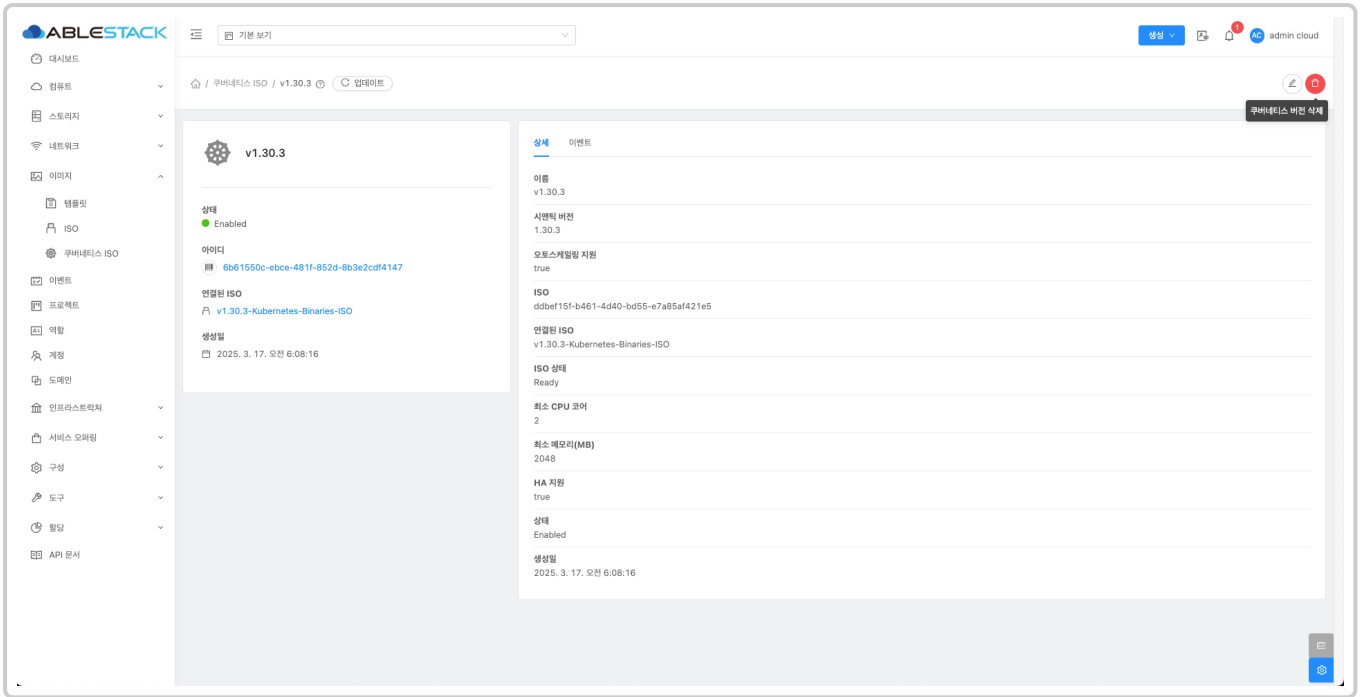 ABLESTACK
기본 보기
생성
1
AC
admin cloud
대시보드
컴퓨트
스토리지
네트워크
이미지
템플릿
ISO
쿠버네티스 ISO
이벤트
프로젝트
역할
계정
도메인
인프라스트럭쳐
서비스 오퍼링
구성
도구
할당
API 문서
/ 쿠버네티스 ISO / v1.30.3
업데이트
쿠버네티스 버전 삭제
v1.30.3
상태
Enabled
아이디
6b61550c-ebce-481f-852d-8b3e2cdf4147
연결된 ISO
v1.30.3-Kubernetes-Binaries-ISO
생성일
2025. 3. 17. 오전 6:08:16
상세
이벤트
이름
v1.30.3
시맨틱 버전
1.30.3
오토스케일링 지원
true
ISO
ddbef15f-b461-4d40-bd55-e7a85af421e5
연결된 ISO
v1.30.3-Kubernetes-Binaries-ISO
ISO 상태
Ready
최소 CPU 코어
2
최소 메모리(MB)
2048
HA 지원
true
상태
Enabled
생성일
2025. 3. 17. 오전 6:08:16